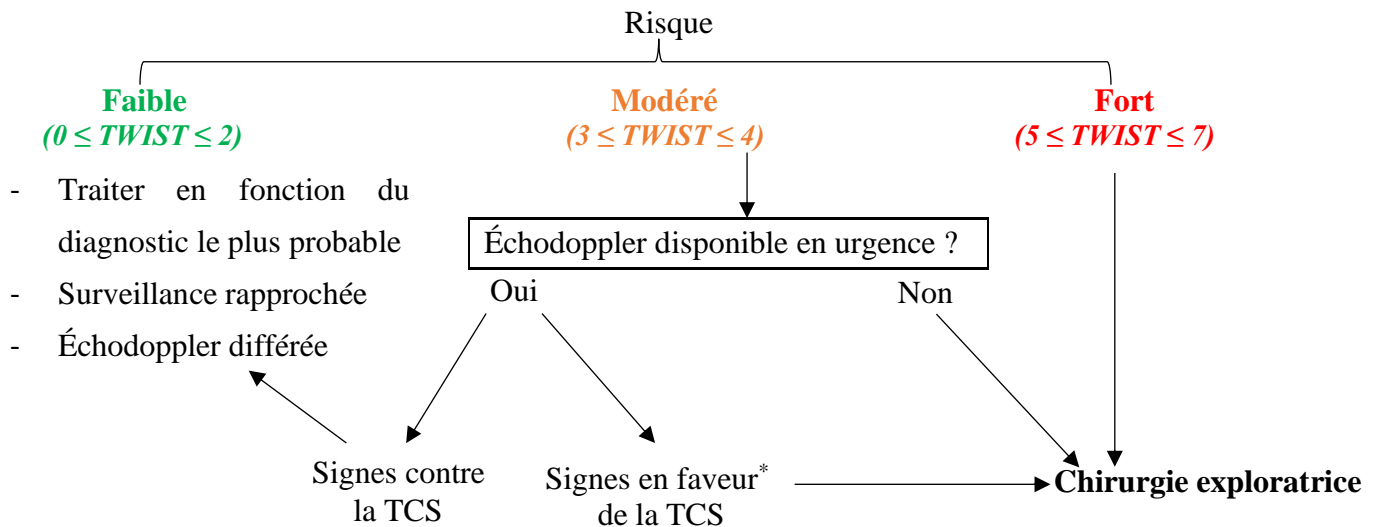 Risque
Faible
(0 ≤ TWIST ≤ 2)
Modéré
(3 ≤ TWIST ≤ 4)
Fort
(5 ≤ TWIST ≤ 7)
- Traiter en fonction du
diagnostic le plus probable
- Surveillance rapprochée
- Échodoppler différée
Échodoppler disponible en urgence ?
Oui
Non
Signes contre
la TCS
Signes en faveur*
de la TCS
Chirurgie exploratrice